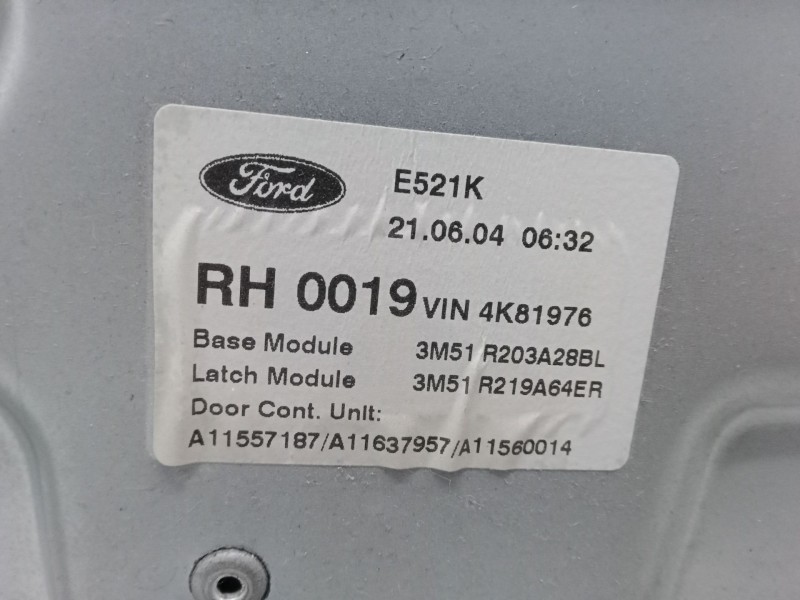 Ford E521K
21.06.04 06:32
RH 0019 VIN 4K81976
Base Module 3M51 R203A28BL
Latch Module 3M51 R219A64ER
Door Cont. Unit:
A11557187/A11637957/A11560014